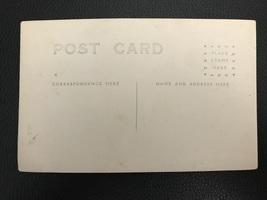 POST CARD
PLACE
STAMP
HERE
CORRESPONDENCE HERE
NAME AND ADDRESS HERE